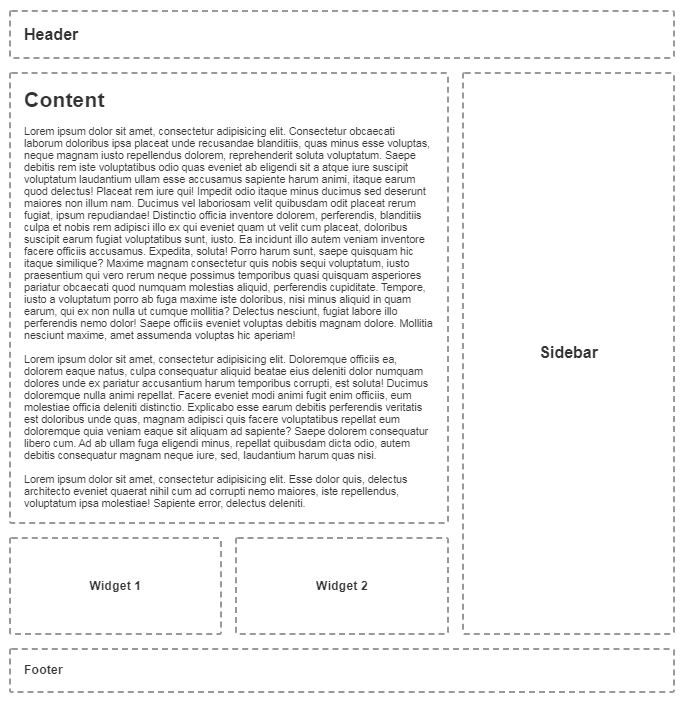 Header
Content
Lorem ipsum dolor sit amet, consectetur adipisicing elit. Consectetur obcaecati
laborum doloribus ipsa placeat unde recusandae blanditiis, quas minus esse voluptas,
neque magnam iusto repellendus dolorem, reprehenderit soluta voluptatum. Saepe
debitis rem iste voluptatibus odio quas eveniet ab eligendi sit a atque iure suscipit
voluptatum laudantium ullam esse accusamus sapiente harum animi, itaque earum
quod delectus! Placeat rem iure qui! Impedit odio itaque minus ducimus sed deserunt
maiores non illum nam. Ducimus vel laboriosam velit quibusdam odit placeat rerum
fugiat, ipsum repudiandae! Distinctio officia inventore dolorem, perferendis, blanditiis
culpa et nobis rem adipisci illo ex qui eveniet quam ut velit cum placeat, doloribus
suscipit earum fugiat voluptatibus sunt, iusto. Ea incidunt illo autem veniam inventore
facere officiis accusamus. Expedita, soluta! Porro harum sunt, saepe quisquam hic
itaque similique? Maxime magnam consectetur quis nobis sequi voluptatum, iusto
praesentium qui vero rerum neque possimus temporibus quasi quisquam asperiores
pariatur obcaecati quod numquam molestias aliquid, perferendis cupiditate. Tempore,
iusto a voluptatum porro ab fuga maxime iste doloribus, nisi minus aliquid in quam
earum, qui ex non nulla ut cumque mollitia? Delectus nesciunt, fugiat labore illo
perferendis nemo dolor! Saepe officiis eveniet voluptas debitis magnam dolore. Mollitia
nesciunt maxime, amet assumenda voluptas hic aperiam!
Lorem ipsum dolor sit amet, consectetur adipisicing elit. Doloremque officiis ea,
dolorem eaque natus, culpa consequatur aliquid beatae eius deleniti dolor numquam
dolores unde ex pariatur accusantium harum temporibus corrupti, est soluta! Ducimus
doloremque nulla animi repellat. Facere eveniet modi animi fugit enim officiis, eum
molestiae officia deleniti distinctio. Explicabo esse earum debitis perferendis veritatis
est doloribus unde quas, magnam adipisci quis facere voluptatibus repellat eum
doloremque quia veniam eaque sit aliquam ad sapiente? Saepe dolorem consequatur
libero cum. Ad ab ullam fuga eligendi minus, repellat quibusdam dicta odio, autem
debitis consequatur magnam neque iure, sed, laudantium harum quas nisi.
Lorem ipsum dolor sit amet, consectetur adipisicing elit. Esse dolor quis, delectus
architecto eveniet quaerat nihil cum ad corrupti nemo maiores, iste repellendus,
voluptatum ipsa molestiae! Sapiente error, delectus deleniti.
Sidebar
Widget 1
Widget 2
Footer